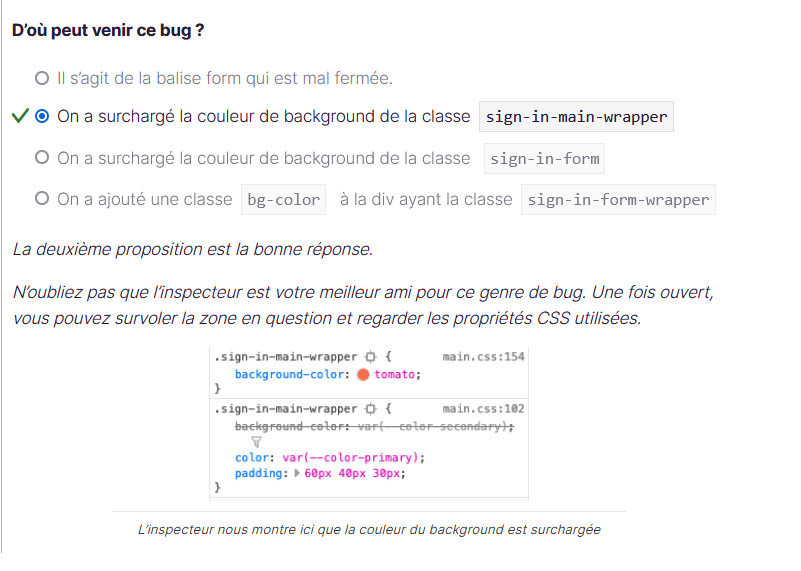 D'où peut venir ce bug ?
Il s'agit de la balise form qui est mal fermée.
On a surchargé la couleur de background de la classe sign-in-main-wrapper
On a surchargé la couleur de background de la classe sign-in-form
On a ajouté une classe bg-color à la div ayant la classe sign-in-form-wrapper
La deuxième proposition est la bonne réponse.
N'oubliez pas que l'inspecteur est votre meilleur ami pour ce genre de bug. Une fois ouvert,
vous pouvez survoler la zone en question et regarder les propriétés CSS utilisées.
.sign-in-main-wrapper { main.css:154
background-color: tomato;
}
.sign-in-main-wrapper { main.css:102
background-color: var(--color-secondary);
color: var(--color-primary);
padding: 60px 40px 30px;
}
L'inspecteur nous montre ici que la couleur du background est surchargée